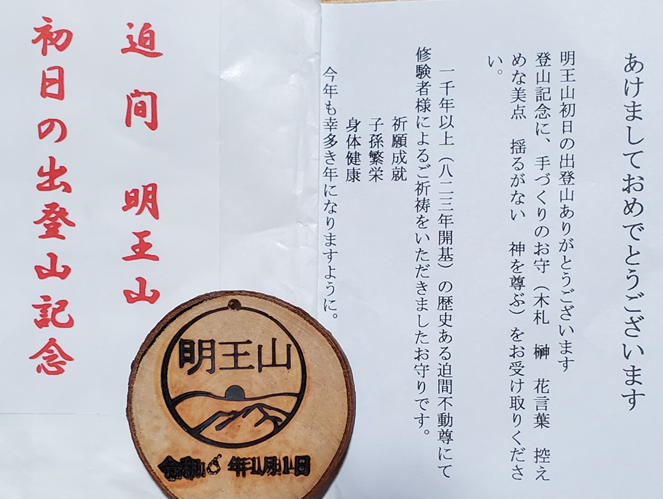 あけましておめでとうございます
明王山初日の出登山ありがとうございます
登山記念に、手づくりのお守（木札　榊　花言葉　控え
めな美点　揺るがない　神を尊ぶ）をお受け取りくださ
い。
一千年以上（八二三年開基）の歴史ある迫間不動尊にて
修験者様によるご祈祷をいただきましたお守りです。
祈願成就
子孫繁栄
身体健康
今年も幸多き年になりますように。
迫間　明王山
初日の出登山記念
明王山
令和6年1月1日